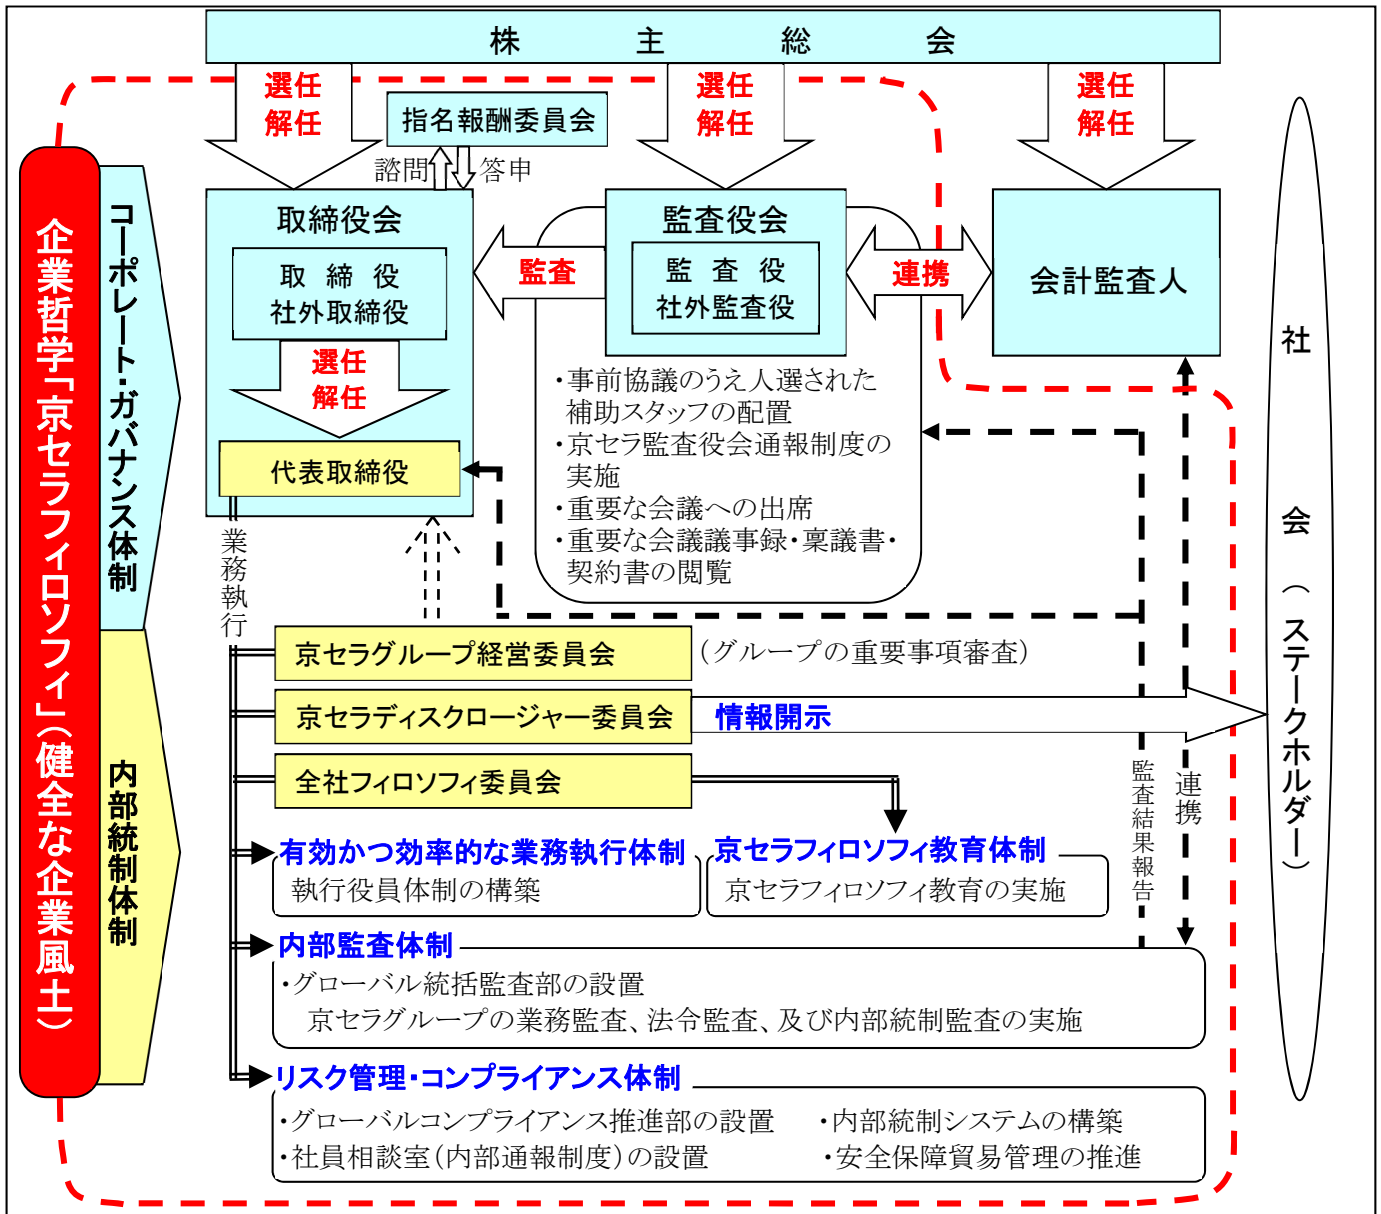 株主総会
選任
解任
選任
解任
選任
解任
指名報酬委員会
諮問
答申
取締役会
取締役
社外取締役
選任
解任
代表取締役
監査
監査役会
監査役
社外監査役
連携
会計監査人
・事前協議のうえ人選された
補助スタッフの配置
・京セラ監査役会通報制度の
実施
・重要な会議への出席
・重要な会議議事録・稟議書・
契約書の閲覧
企業哲学「京セラフィロソフィ」(健全な企業風土)
コーポレート・ガバナンス体制
内部統制体制
業務執行
京セラグループ経営委員会
(グループの重要事項審査)
京セラディスクロージャー委員会
情報開示
全社フィロソフィ委員会
有効かつ効率的な業務執行体制
執行役員体制の構築
京セラフィロソフィ教育体制
京セラフィロソフィ教育の実施
監査結果報告
連携
内部監査体制
・グローバル統括監査部の設置
京セラグループの業務監査、法令監査、及び内部統制監査の実施
リスク管理・コンプライアンス体制
・グローバルコンプライアンス推進部の設置
・内部統制システムの構築
・社員相談室(内部通報制度)の設置
・安全保障貿易管理の推進
社会(ステークホルダー)